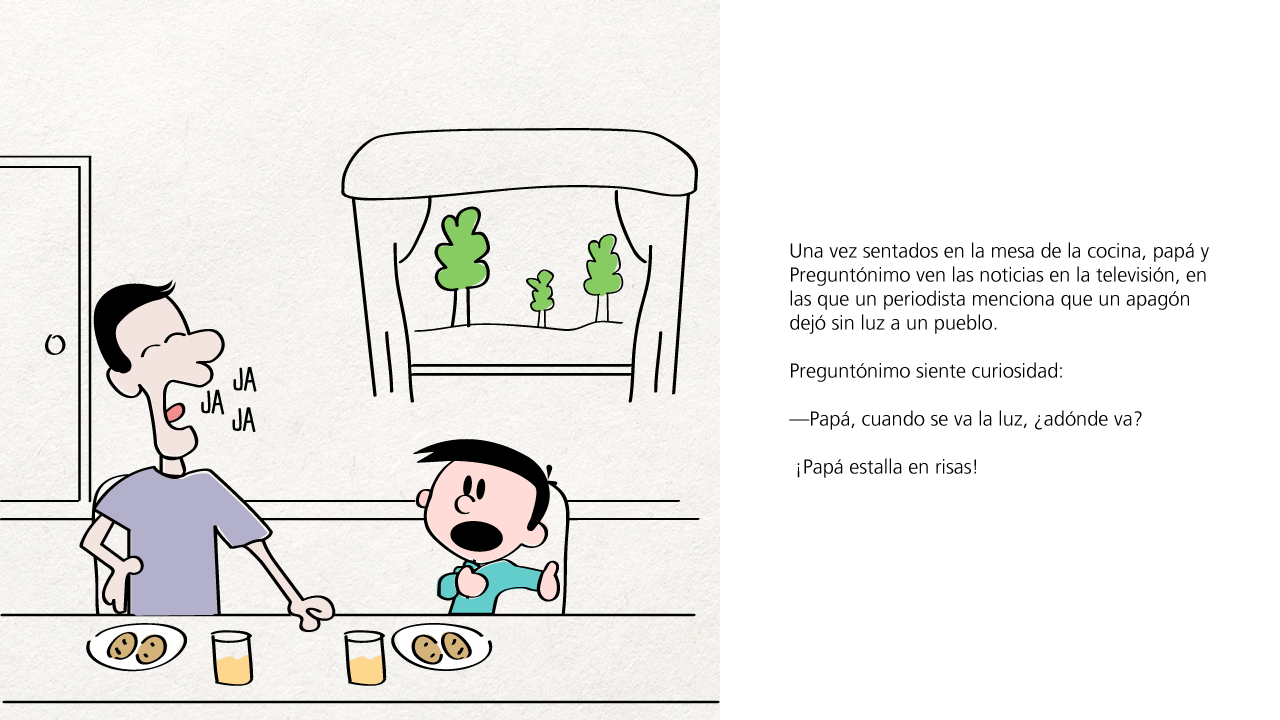 JA
JA
JA
Una vez sentados en la mesa de la cocina, papá y
Preguntónimo ven las noticias en la televisión, en
las que un periodista menciona que un apagón
dejó sin luz a un pueblo.
Preguntónimo siente curiosidad:
—Papá, cuando se va la luz, ¿adónde va?
¡Papá estalla en risas!